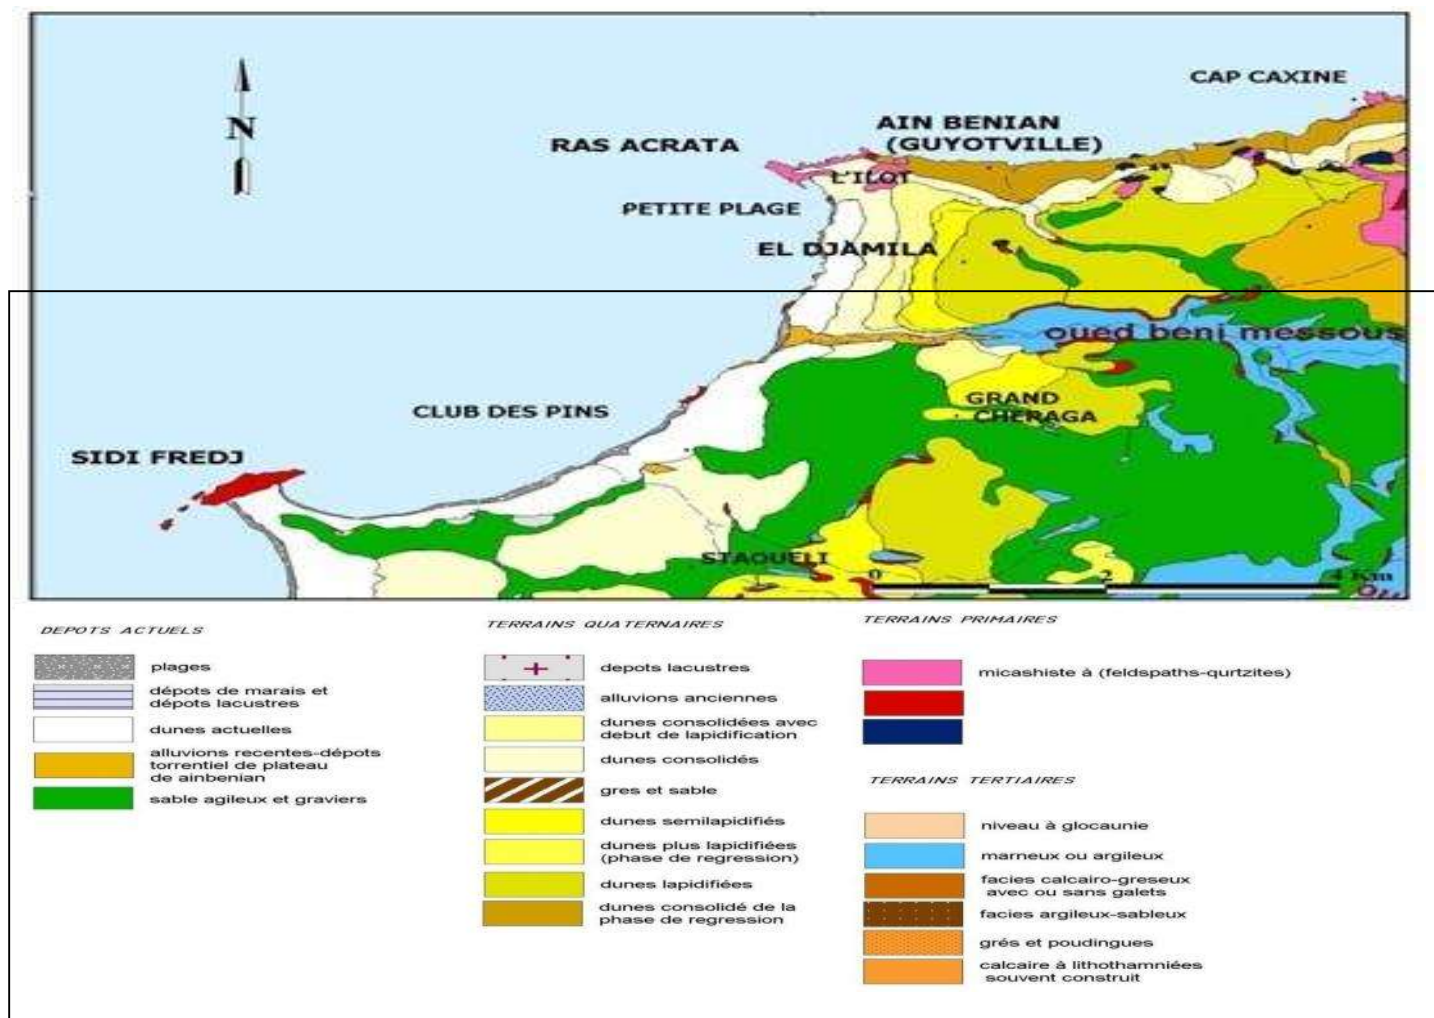 CAP CAXINE
AIN BENIAN
(GUYOTVILLE)
RAS ACRATA
L'ILOT
N
PETITE PLAGE
EL DJAMILA
oued beni messous
GRAND
CHERAGA
CLUB DES PINS
SIDI FREDJ
STAOUELI
0 2 4 Km
Ou
DEPOTS ACTUELS
plages
dépots de marais et
dépots lacustres
dunes actuelles
alluvions recentes-dépots
torrentiel de plateau
de ainbenian
sable agileux et graviers
TERRAINS QUATERNAIRES
depots lacustres
alluvions anciennes
dunes consolidées avec
debut de lapidification
dunes consolidés
gres et sable
dunes semilapidifiés
dunes plus lapidifiées
(phase de regression)
dunes lapidifiées
dunes consolidé de la
phase de regression
TERRAINS PRIMAIRES
micashiste à (feldspaths-qurtzites)
TERRAINS TERTIAIRES
niveau à glocaunie
marneux ou argileux
facies calcairo-greseux
avec ou sans galets
facies argileux-sableux
grés et poudingues
calcaire à lithothamniées
souvent construit